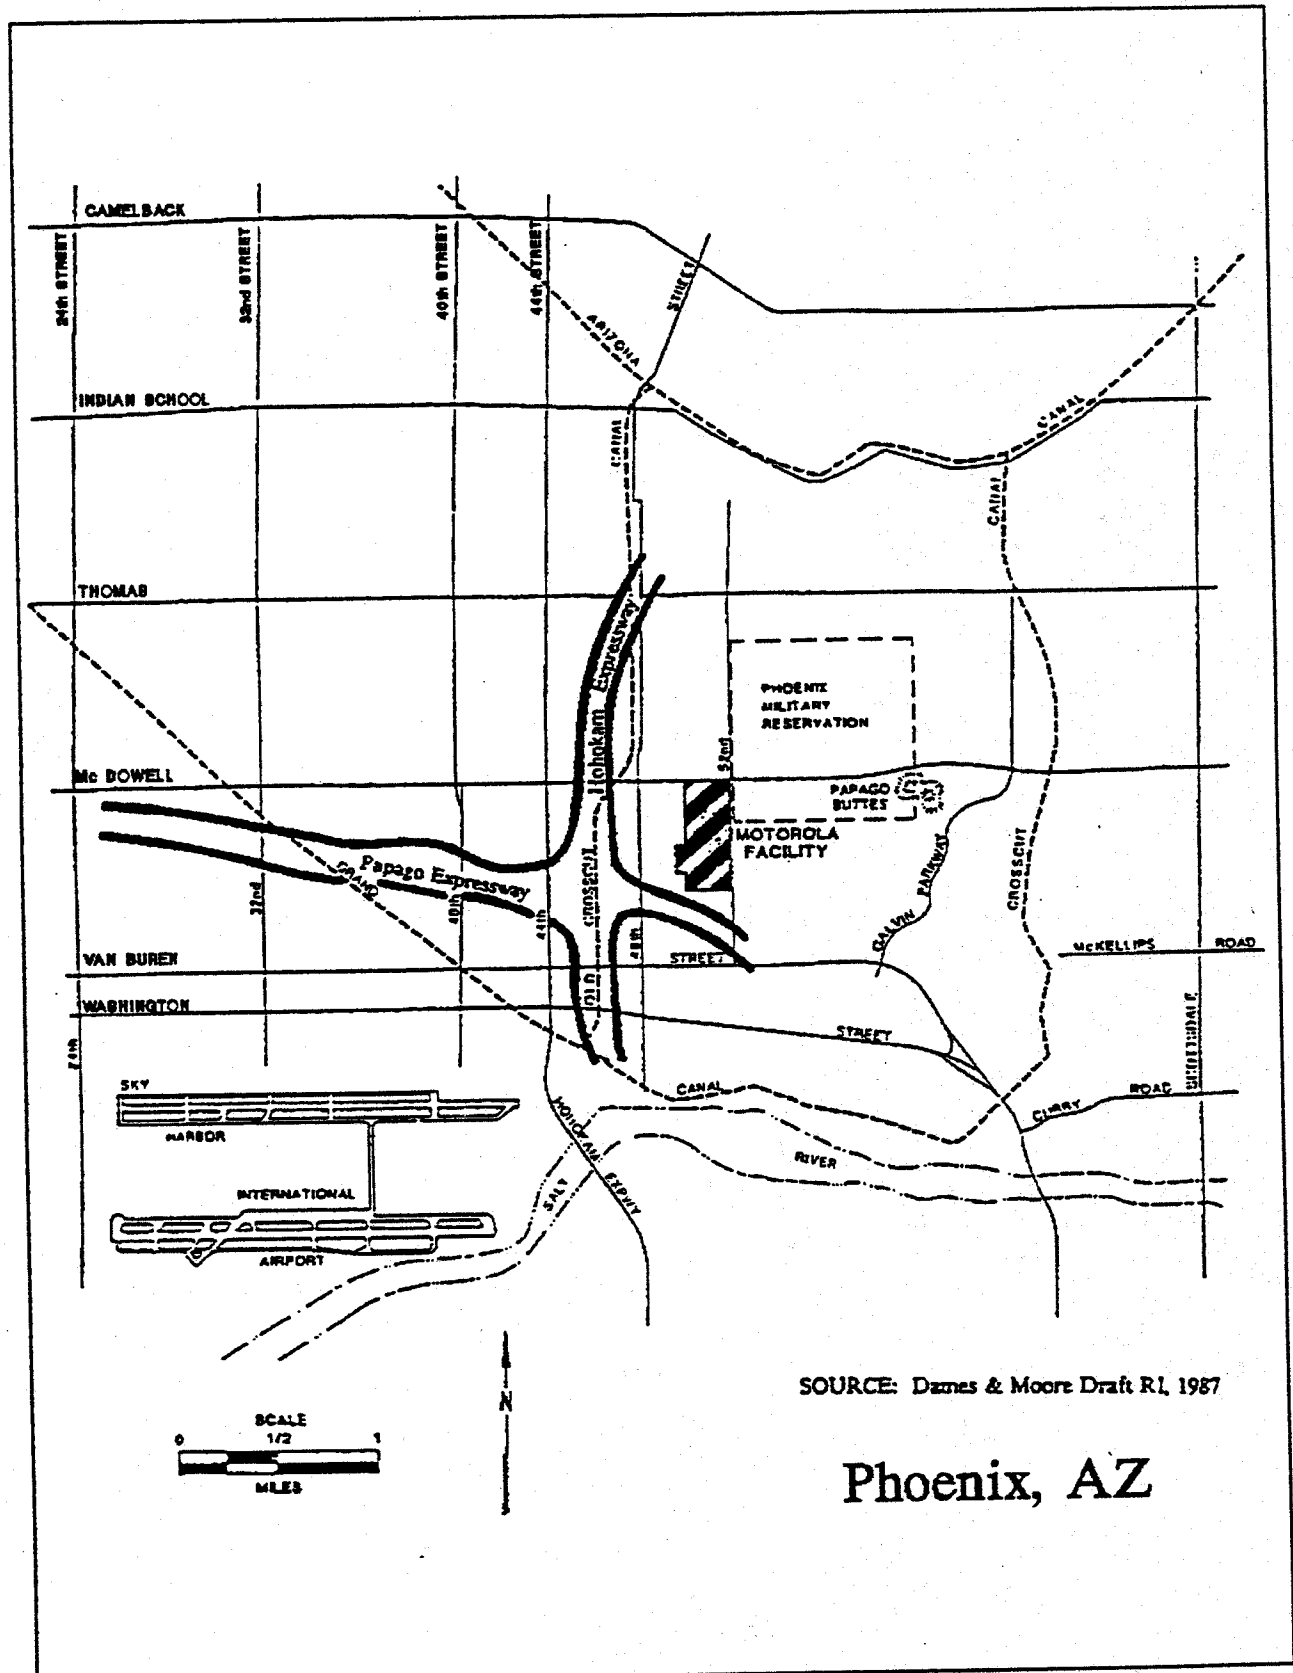 CAMELBACK
24th STREET
32nd STREET
40th STREET
44th STREET
STREET
ARIZONA
INDIAN SCHOOL
CANAL
CANAL
CANAL
THOMAS
Hohokam Expressway
PHOENIX
MILITARY
RESERVATION
52nd
Mc DOWELL
PAPAGO
BUTTES
MOTOROLA
FACILITY
Papago Expressway
GRAND
32nd
40th
44th
48th
OLD CROSSCUT
GALVIN PARKWAY
CROSSCUT
VAN BUREN
STREET
McKELLIPS ROAD
WASHINGTON
STREET
24th
SCOTTSDALE
SKY
HARBOR
CANAL
CURRY ROAD
HOHOKAM EXPWY
SALT
RIVER
INTERNATIONAL
AIRPORT
N
SOURCE: Dames & Moore Draft RI, 1987
SCALE
0 1/2 1
MILES
Phoenix, AZ